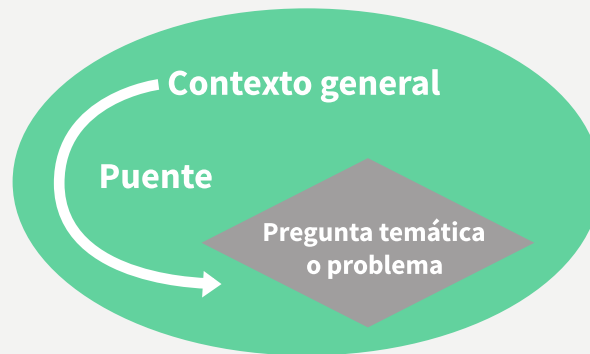 Contexto general
Puente
Pregunta temática
o problema